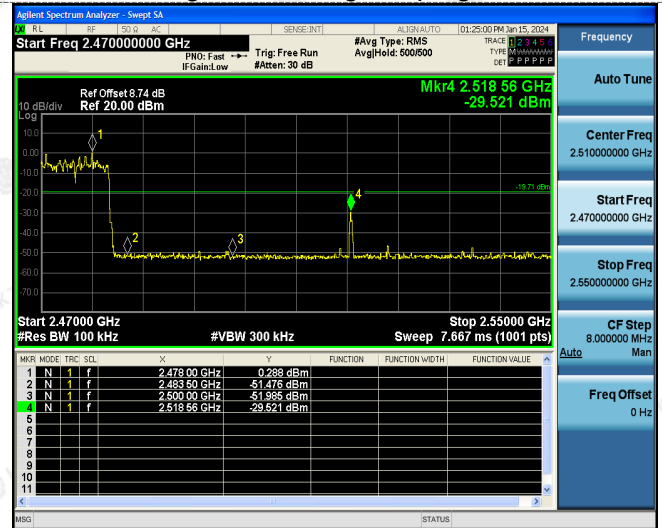 Agilent Spectrum Analyzer - Swept SA
LXI RL RF 50 Ω AC SENSE:INT ALIGN AUTO 01:25:00 PM Jan 15, 2024
Start Freq 2.470000000 GHz
PNO: Fast
IFGain:Low
Trig: Free Run
#Atten: 30 dB
#Avg Type: RMS
Avg|Hold: 500/500
TRACE 1 2 3 4 5 6
TYPE M
DET P P P P P P
Mkr4 2.518 56 GHz
-29.521 dBm
Ref Offset 8.74 dB
10 dB/div Ref 20.00 dBm
Log
10.0
0.00
-10.0
-20.0
-30.0
-40.0
-50.0
-60.0
-70.0
1
2
3
4
-19.71 dBm
Start 2.47000 GHz Stop 2.55000 GHz
#Res BW 100 kHz #VBW 300 kHz Sweep 7.667 ms (1001 pts)
MKR MODE TRC SCL X Y FUNCTION FUNCTION WIDTH FUNCTION VALUE
1 N 1 f 2.478 00 GHz 0.288 dBm
2 N 1 f 2.483 50 GHz -51.476 dBm
3 N 1 f 2.500 00 GHz -51.985 dBm
4 N 1 f 2.518 56 GHz -29.521 dBm
5
6
7
8
9
10
11
MSG STATUS
Frequency
Auto Tune
Center Freq
2.510000000 GHz
Start Freq
2.470000000 GHz
Stop Freq
2.550000000 GHz
CF Step
8.000000 MHz
Auto Man
Freq Offset
0 Hz